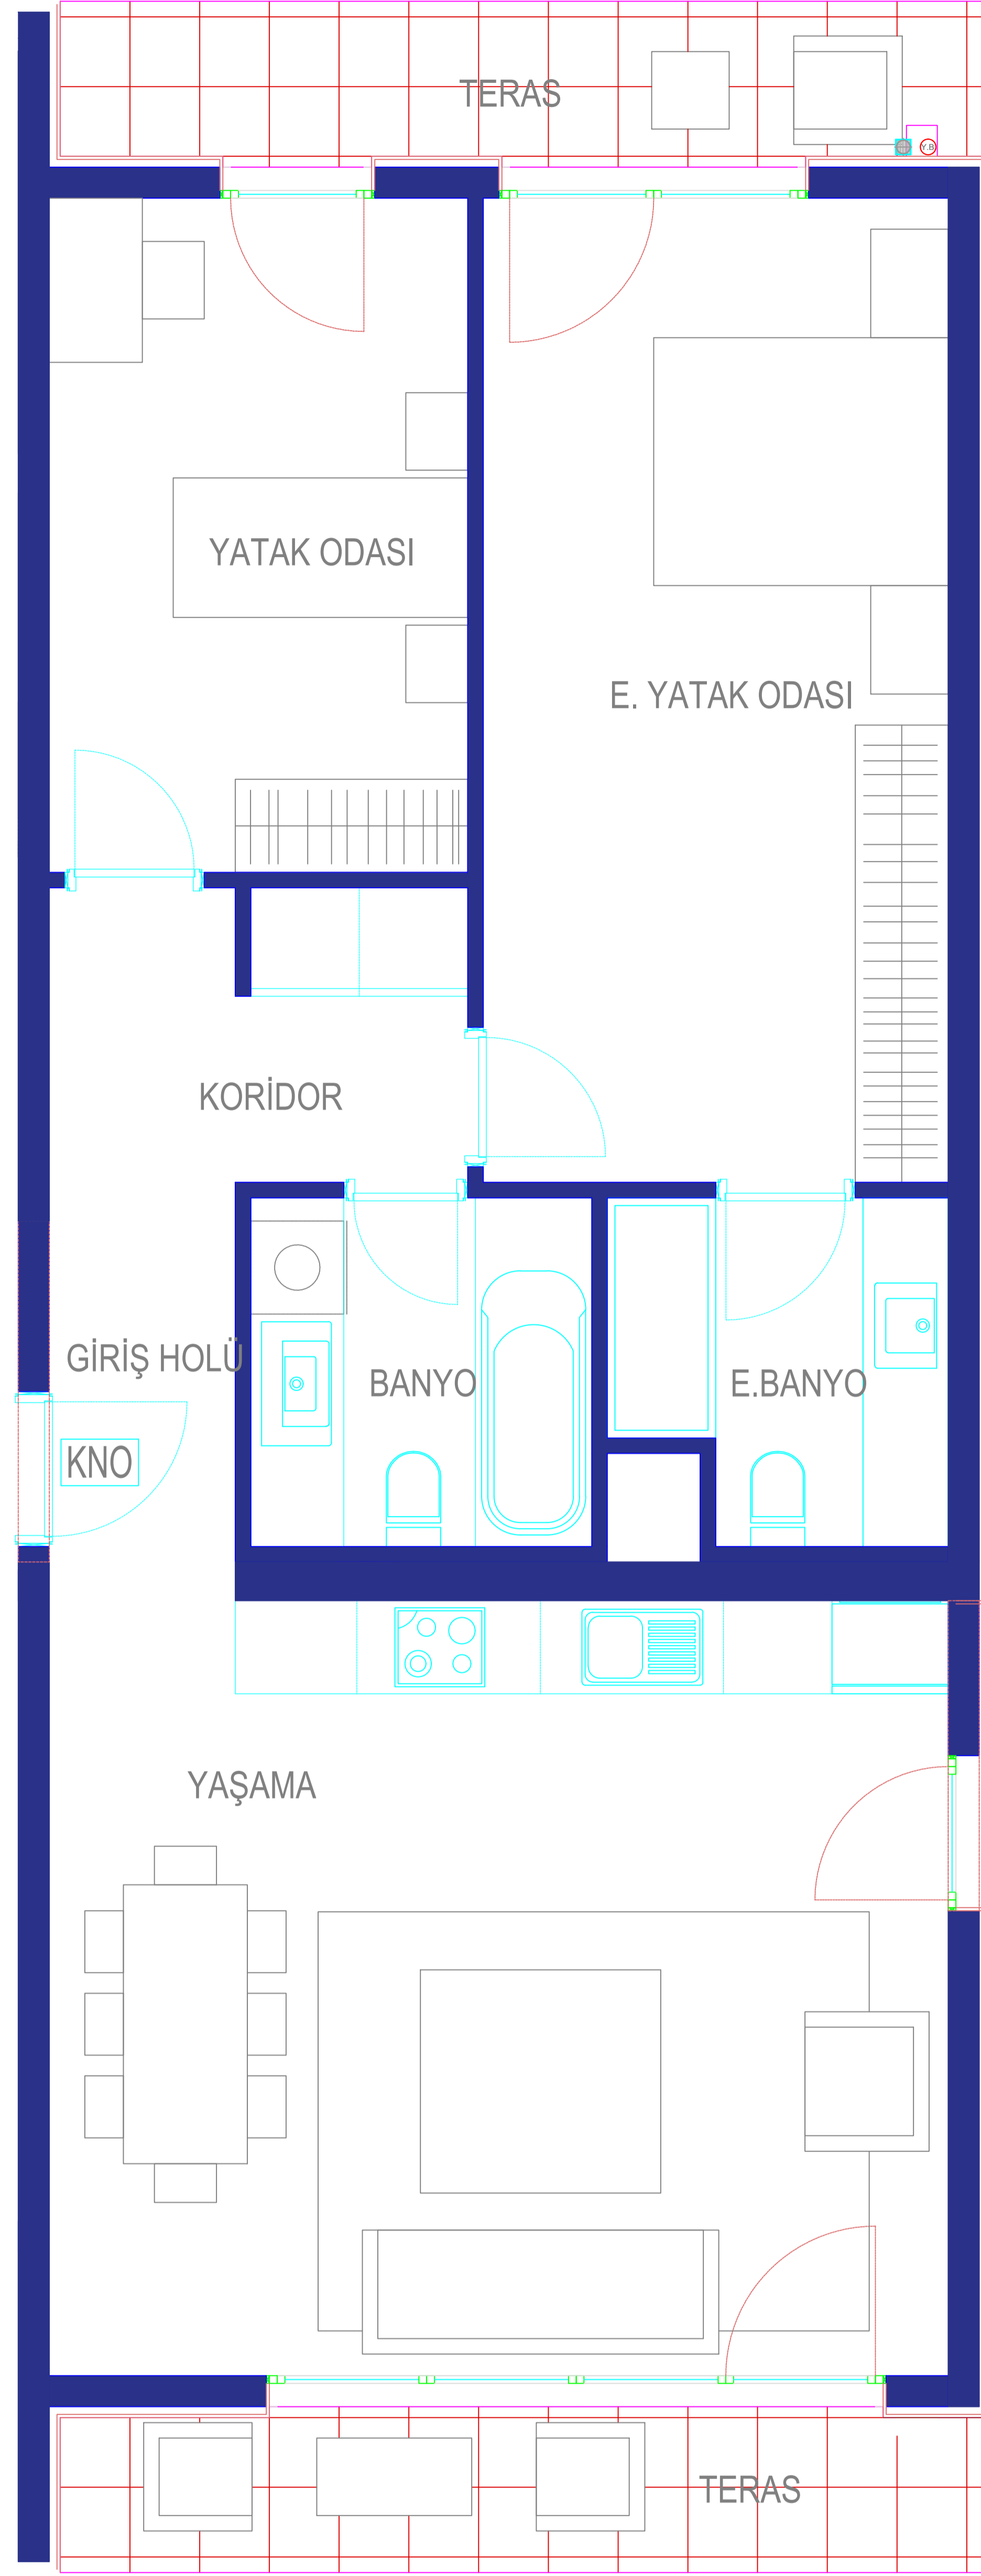 TERAS
Y.B
YATAK ODASI
E. YATAK ODASI
KORİDOR
GİRİŞ HOLÜ
BANYO
E.BANYO
KNO
YAŞAMA
TERAS